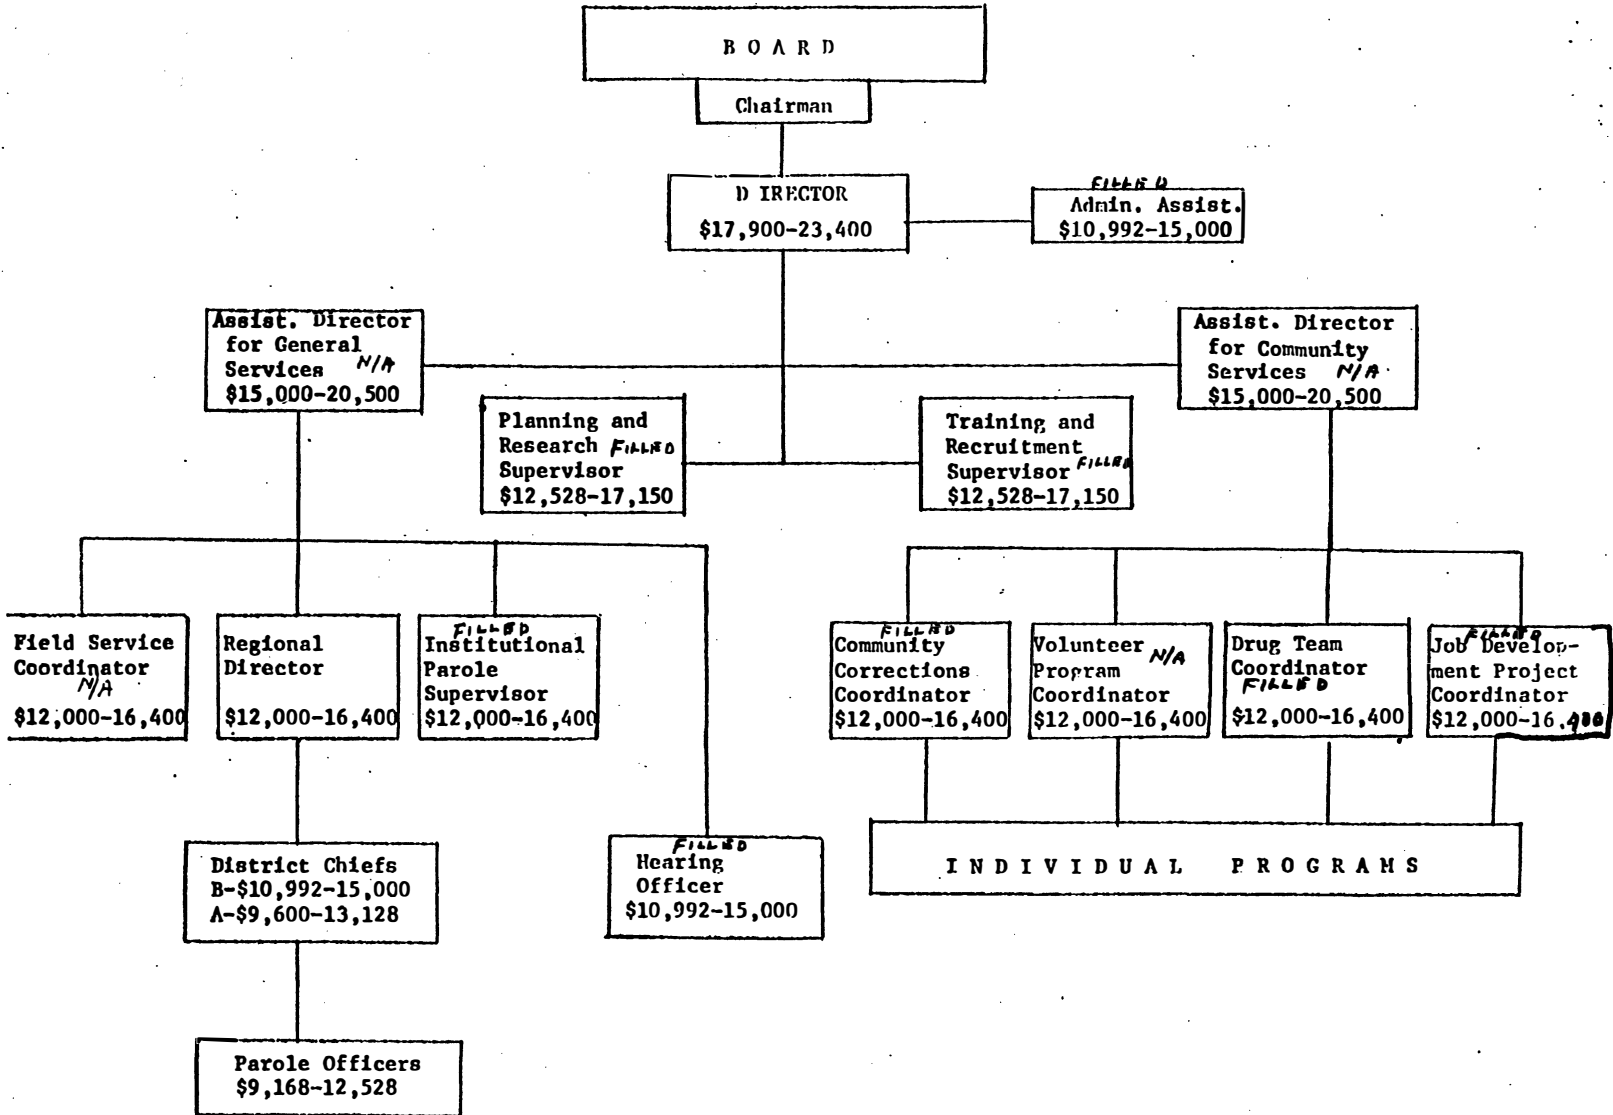 B O A R D
Chairman
D IRECTOR
$17,900-23,400
FILLED
Admin. Assist.
$10,992-15,000
Assist. Director
for General
Services N/A
$15,000-20,500
Assist. Director
for Community
Services N/A
$15,000-20,500
Planning and
Research FILLED
Supervisor
$12,528-17,150
Training and
Recruitment
Supervisor FILLED
$12,528-17,150
Field Service
Coordinator
N/A
$12,000-16,400
Regional
Director
$12,000-16,400
FILLED
Institutional
Parole
Supervisor
$12,000-16,400
FILLED
Community
Corrections
Coordinator
$12,000-16,400
Volunteer
Program N/A
Coordinator
$12,000-16,400
Drug Team
Coordinator
FILLED
$12,000-16,400
FILLED
Job Develop-
ment Project
Coordinator
$12,000-16.400
District Chiefs
B-$10,992-15,000
A-$9,600-13,128
FILLED
Hearing
Officer
$10,992-15,000
I N D I V I D U A L P R O G R A M S
Parole Officers
$9,168-12,528